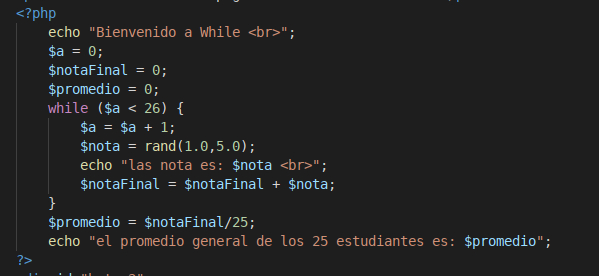 <?php
echo "Bienvenido a While <br>";
$a = 0;
$notaFinal = 0;
$promedio = 0;
while ($a < 26) {
$a = $a + 1;
$nota = rand(1.0,5.0);
echo "las nota es: $nota <br>";
$notaFinal = $notaFinal + $nota;
}
$promedio = $notaFinal/25;
echo "el promedio general de los 25 estudiantes es: $promedio";
?>